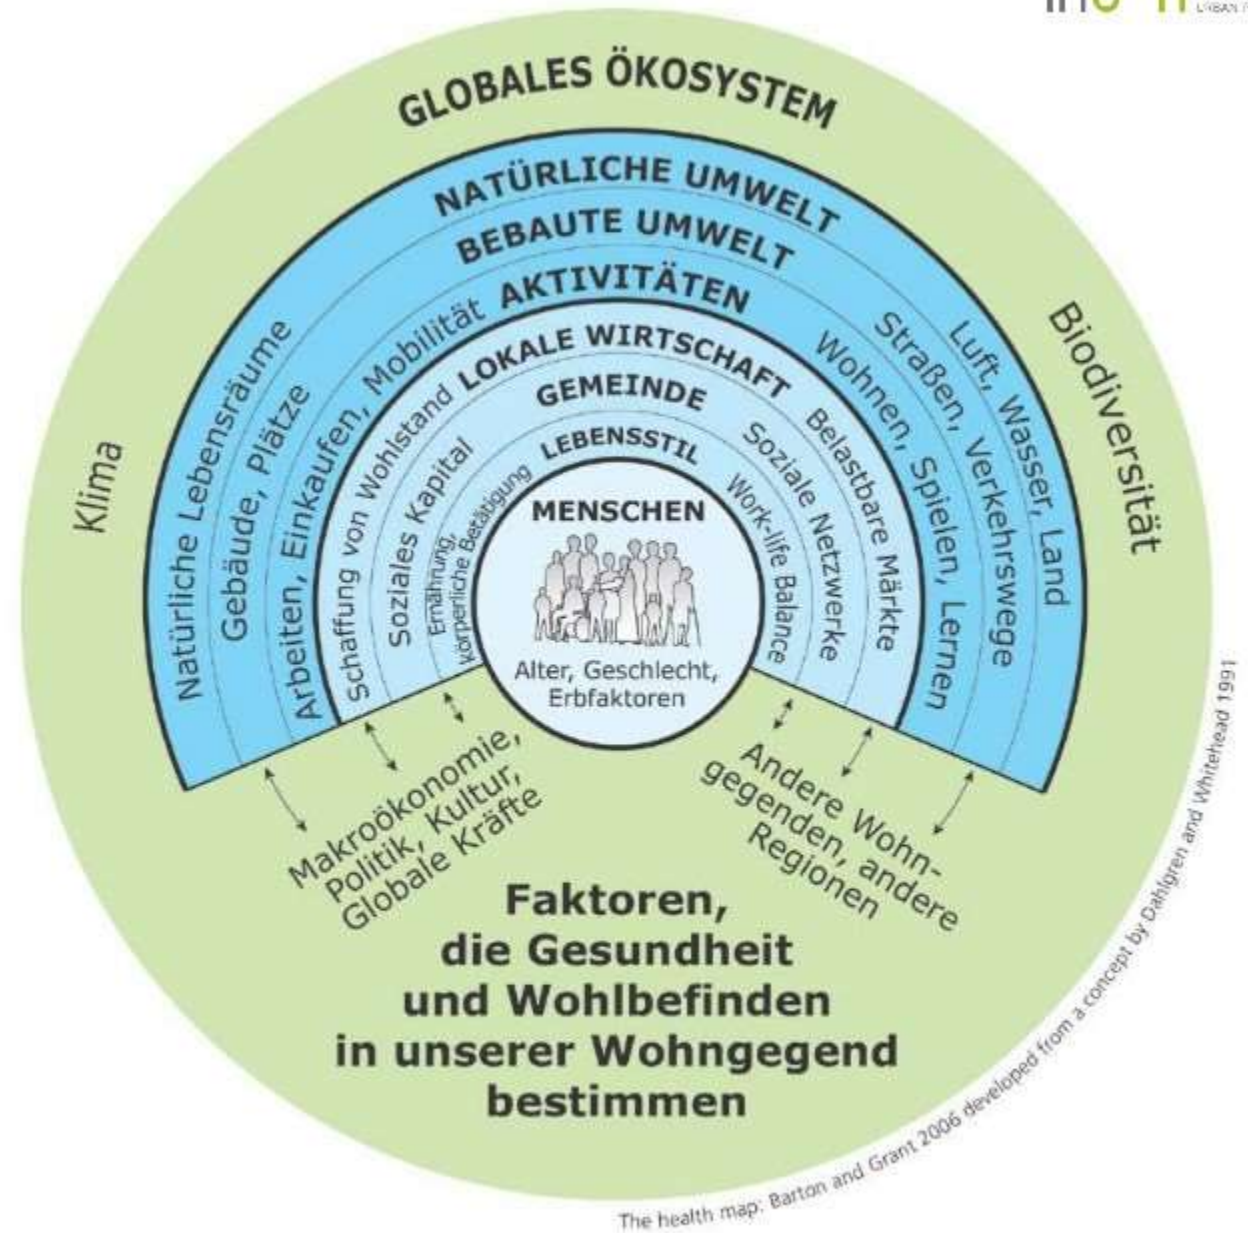 GLOBALES ÖKOSYSTEM
NATÜRLICHE UMWELT
BEBAUTE UMWELT
AKTIVITÄTEN
LOKALE WIRTSCHAFT
GEMEINDE
LEBENSSTIL
MENSCHEN
Alter, Geschlecht,
Erbfaktoren
Klima
Natürliche Lebensräume
Gebäude, Plätze
Arbeiten, Einkaufen, Mobilität
Schaffung von Wohlstand
Soziales Kapital
Ernährung,
körperliche Betätigung
Work-life Balance
Soziale Netzwerke
Belastbare Märkte
Wohnen, Spielen, Lernen
Straßen, Verkehrswege
Luft, Wasser, Land
Biodiversität
Makroökonomie,
Politik, Kultur,
Globale Kräfte
Andere Wohn-
gegenden, andere
Regionen
Faktoren,
die Gesundheit
und Wohlbefinden
in unserer Wohngegend
bestimmen
The health map: Barton and Grant 2006 developed from a concept by Dahlgren and Whitehead 1991